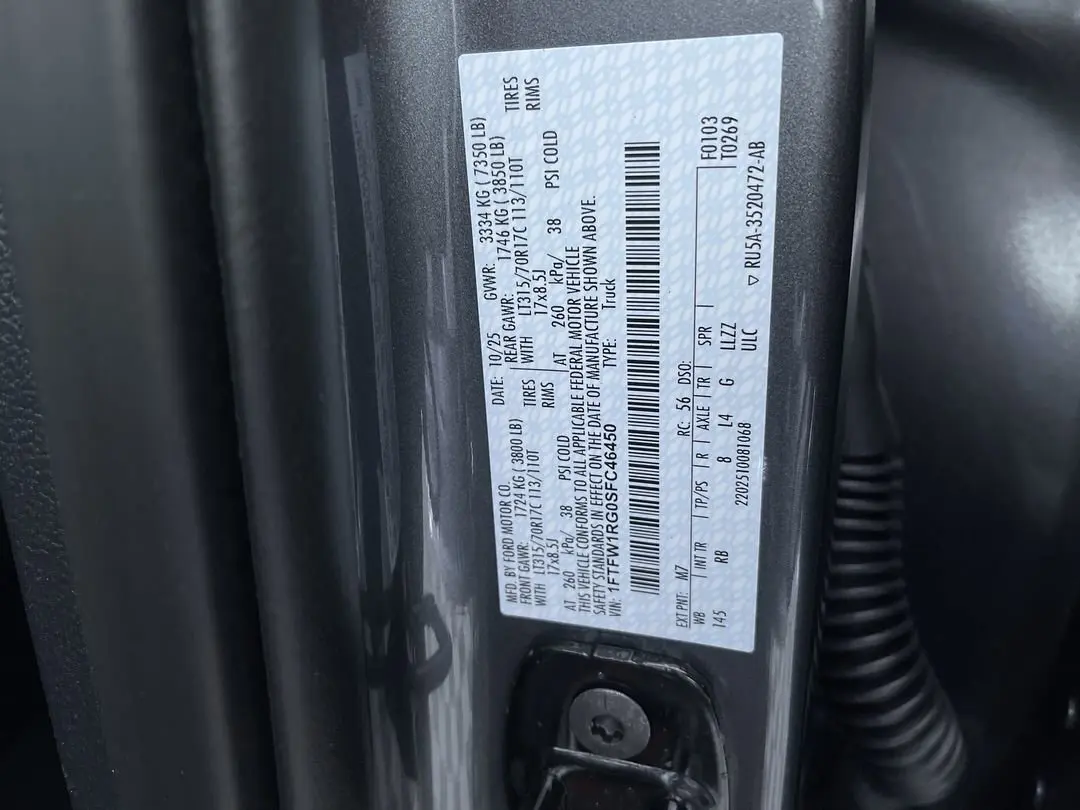 MFD. BY FORD MOTOR CO. DATE: 10/25 GVWR: 3334 KG ( 7350 LB)
FRONT GAWR: 1724 KG ( 3800 LB) REAR GAWR: 1746 KG ( 3850 LB)
WITH LT315/70R17C 113/110T TIRES WITH LT315/70R17C 113/110T TIRES
17x8.5J RIMS 17x8.5J RIMS
AT 260 kPa/ 38 PSI COLD AT 260 kPa/ 38 PSI COLD
THIS VEHICLE CONFORMS TO ALL APPLICABLE FEDERAL MOTOR VEHICLE
SAFETY STANDARDS IN EFFECT ON THE DATE OF MANUFACTURE SHOWN ABOVE.
VIN: 1FTFW1RG0SFC46450 TYPE: Truck
EXT PNT: M7 RC: 56 DSO: F0103
WB INT TR TP/PS R AXLE TR SPR T0269
145 RB 8 L4 G LLZZ
2202510081068 ULC
▽ RU5A-3520472-AB